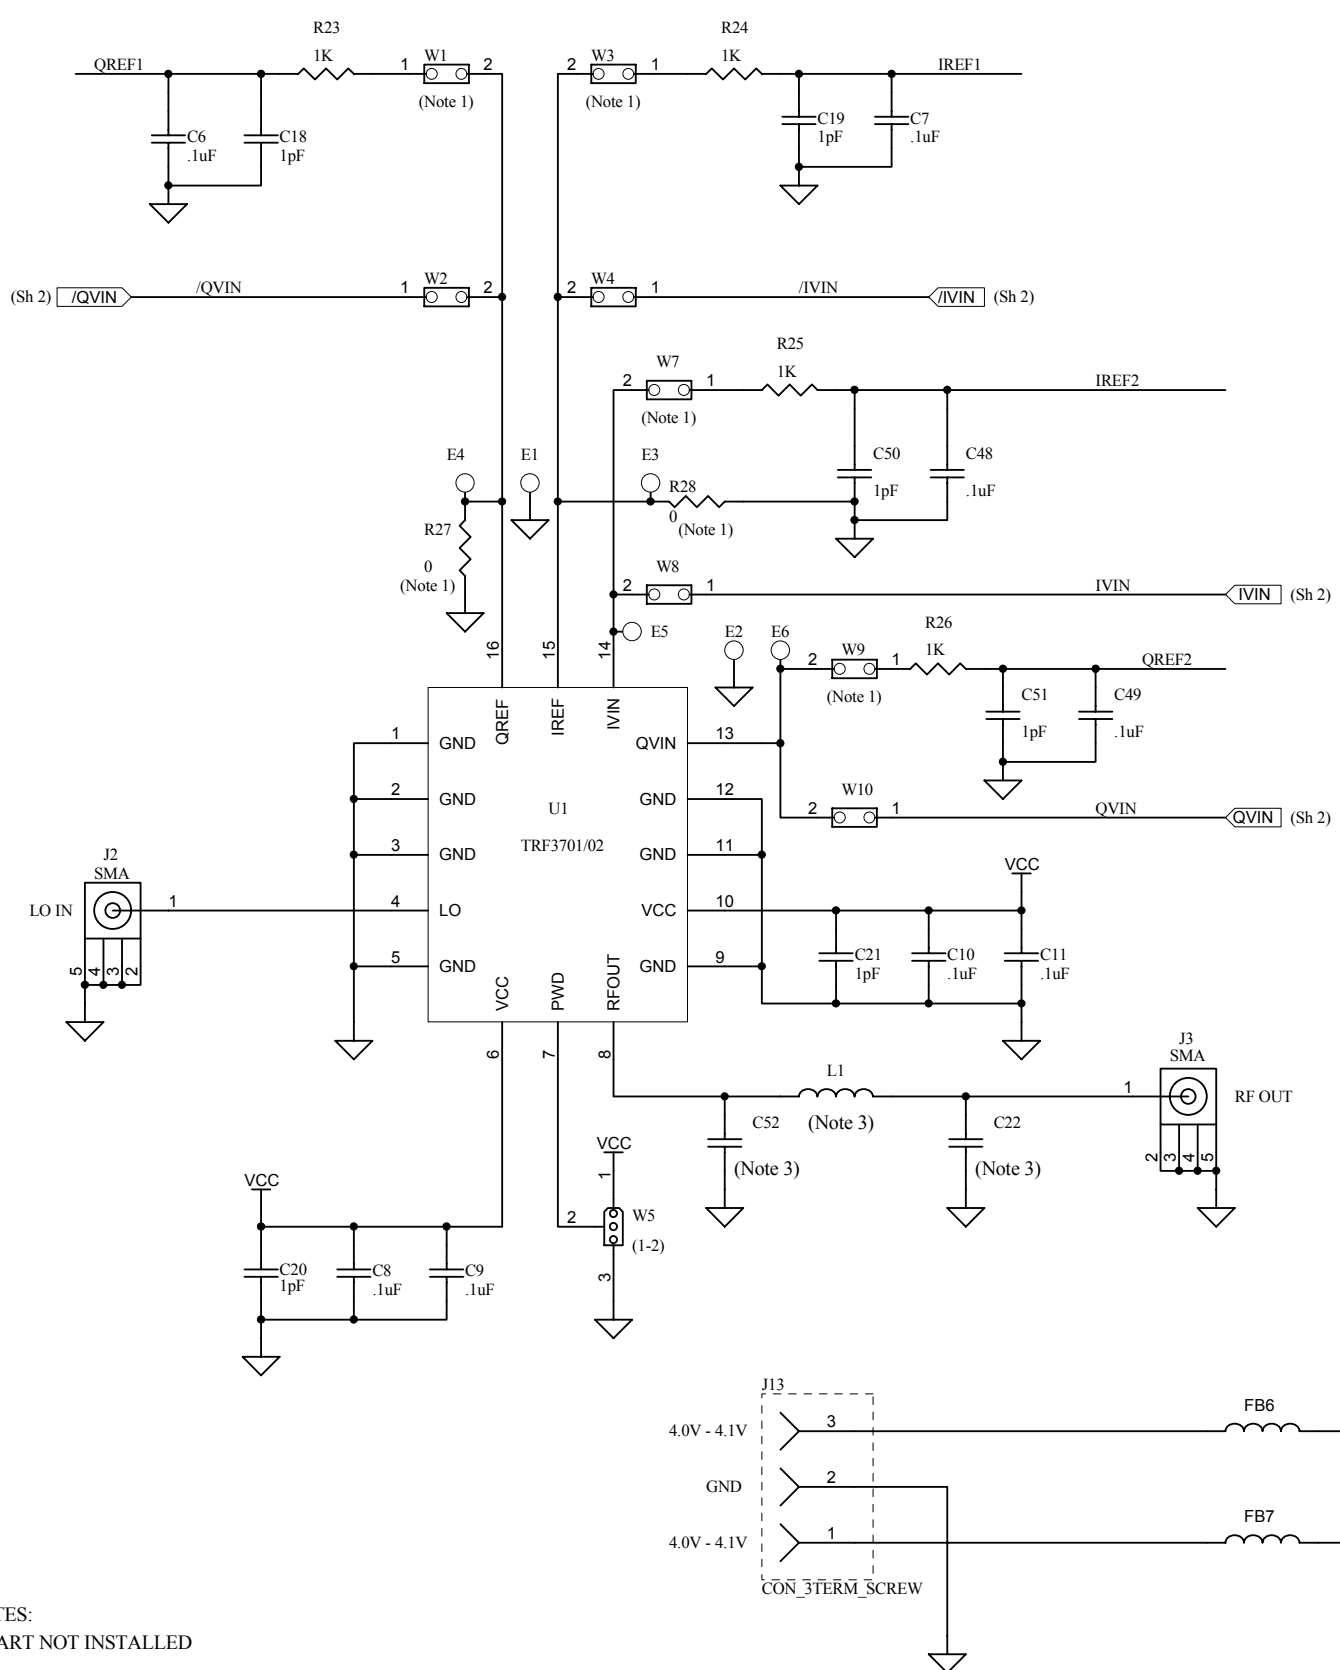 R23
1K
QREF1
1
W1
2
(Note 1)
C6
.1uF
C18
1pF
R24
1K
2
W3
1
(Note 1)
IREF1
C19
1pF
C7
.1uF
(Sh 2)
/QVIN
/QVIN
1
W2
2
2
W4
1
/IVIN
/IVIN
(Sh 2)
R25
1K
2
W7
1
(Note 1)
IREF2
C50
1pF
C48
.1uF
E4
E1
E3
R28
0
(Note 1)
R27
0
(Note 1)
2
W8
1
IVIN
IVIN
(Sh 2)
E5
E2
E6
R26
1K
2
W9
1
(Note 1)
QREF2
C51
1pF
C49
.1uF
2
W10
1
QVIN
QVIN
(Sh 2)
16
15
14
QREF
IREF
IVIN
1
GND
2
GND
3
GND
4
LO
5
GND
U1
TRF3701/02
QVIN
13
GND
12
GND
11
VCC
10
GND
9
VCC
PWD
RFOUT
6
7
8
J2
SMA
LO IN
1
5
4
3
2
VCC
C21
1pF
C10
.1uF
C11
.1uF
L1
(Note 3)
C52
(Note 3)
C22
(Note 3)
J3
SMA
1
RF OUT
2
3
4
5
VCC
1
2
W5
(1-2)
3
VCC
C20
1pF
C8
.1uF
C9
.1uF
J13
4.0V - 4.1V
3
FB6
GND
2
4.0V - 4.1V
1
FB7
CON_3TERM_SCREW
TES:
ART NOT INSTALLED